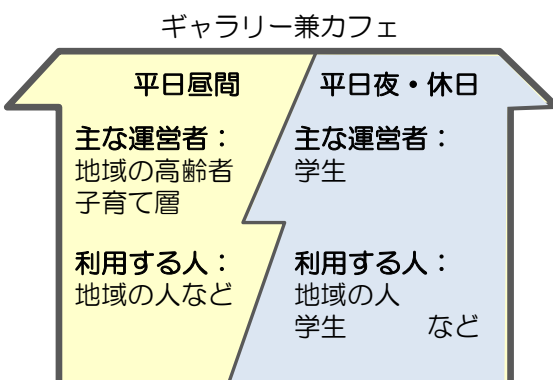 ギャラリー兼カフェ
平日昼間
主な運営者：
地域の高齢者
子育て層
利用する人：
地域の人など
平日夜・休日
主な運営者：
学生
利用する人：
地域の人
学生　　　など